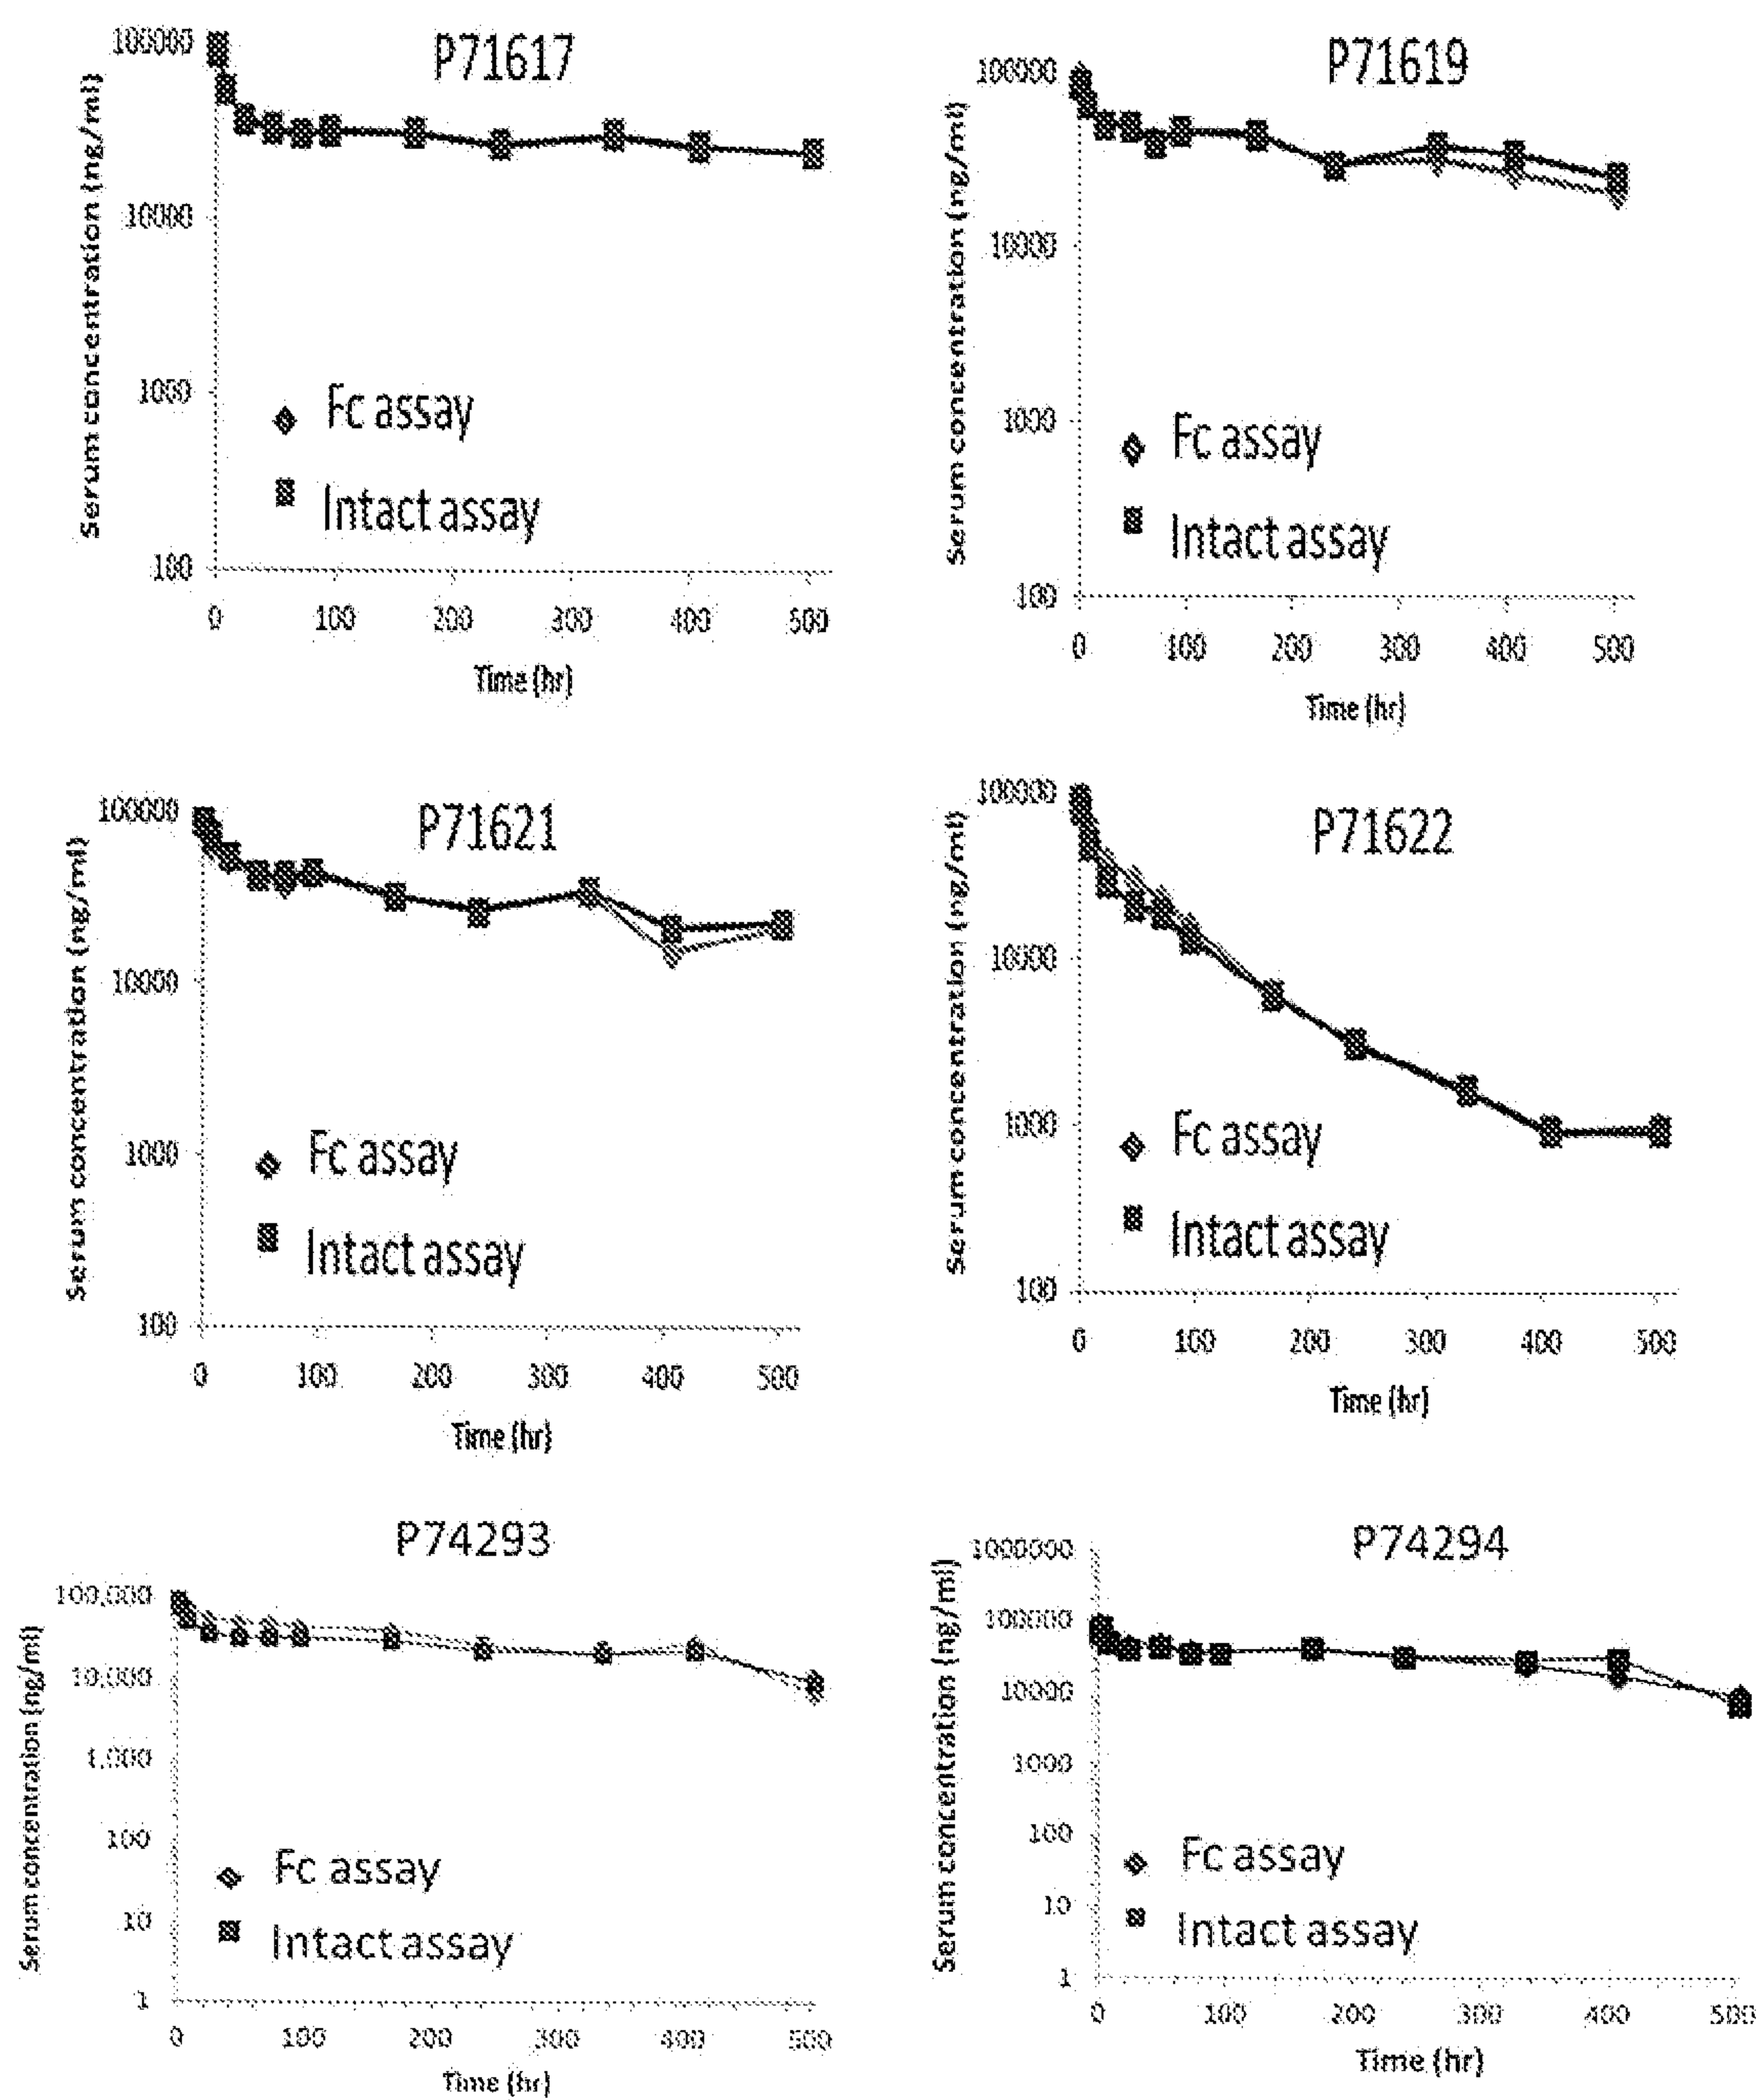 P71617
Serum concentration (ng/ml)
100000
10000
1000
100
Fc assay
Intact assay
0 100 200 300 400 500
Time (hr)
P71619
Serum concentration (ng/ml)
100000
10000
1000
100
Fc assay
Intact assay
0 100 200 300 400 500
Time (hr)
P71621
Serum concentration (ng/ml)
100000
10000
1000
100
Fc assay
Intact assay
0 100 200 300 400 500
Time (hr)
P71622
Serum concentration (ng/ml)
100000
10000
1000
100
Fc assay
Intact assay
0 100 200 300 400 500
Time (hr)
P74293
Serum concentration (ng/ml)
100,000
10,000
1,000
100
10
1
Fc assay
Intact assay
0 100 200 300 400 500
Time (hr)
P74294
Serum concentration (ng/ml)
1000000
100000
10000
1000
100
10
1
Fc assay
Intact assay
0 100 200 300 400 500
Time (hr)